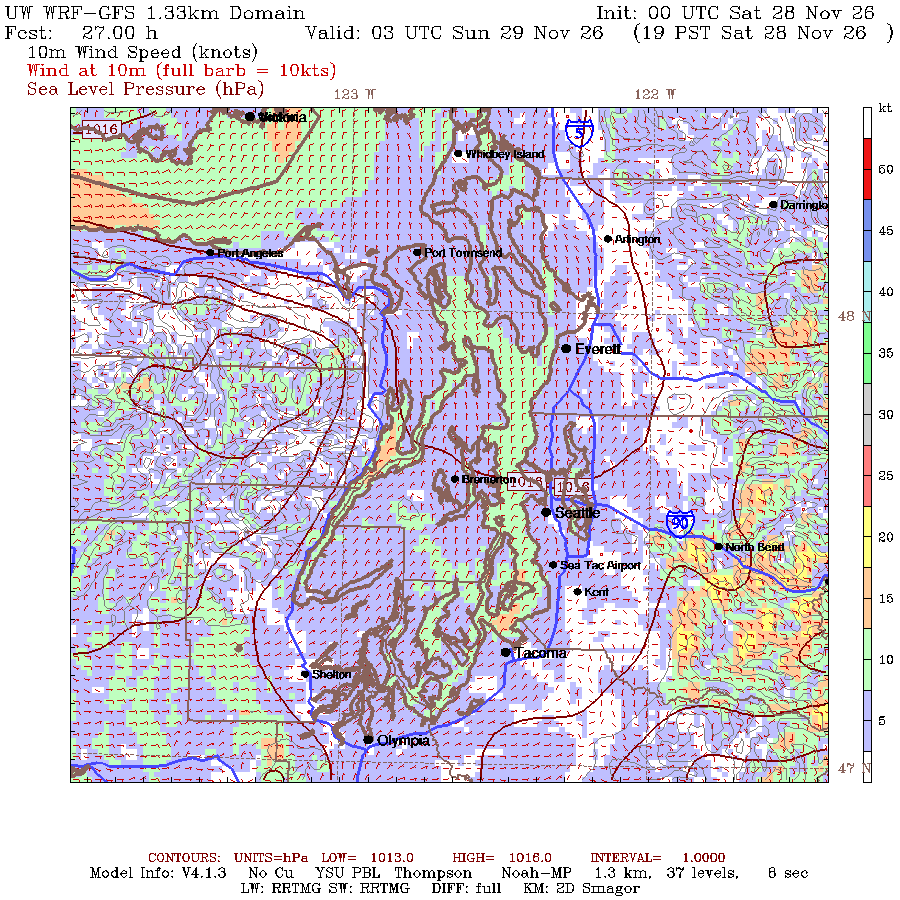 UW WRF-GFS 1.33km Domain Init: 00 UTC Sat 28 Nov 26
Fcst: 27.00 h Valid: 03 UTC Sun 29 Nov 26 (19 PST Sat 28 Nov 26 )
10m Wind Speed (knots)
Wind at 10m (full barb = 10kts)
Sea Level Pressure (hPa)
123 W 122 W
kt
1016
Victoria
5
Whidbey Island
60
50
Darringto
45
Arlington
Port Angeles
Port Townsend
40
48 N
Everett
35
30
25
Bremerton
1016
1016
Seattle
90
20
North Bend
Sea Tac Airport
Kent
15
Tacoma
10
Shelton
5
Olympia
47 N
CONTOURS: UNITS=hPa LOW= 1013.0 HIGH= 1016.0 INTERVAL= 1.0000
Model Info: V4.1.3 No Cu YSU PBL Thompson Noah-MP 1.3 km, 37 levels, 8 sec
LW: RRTMG SW: RRTMG DIFF: full KM: 2D Smagor